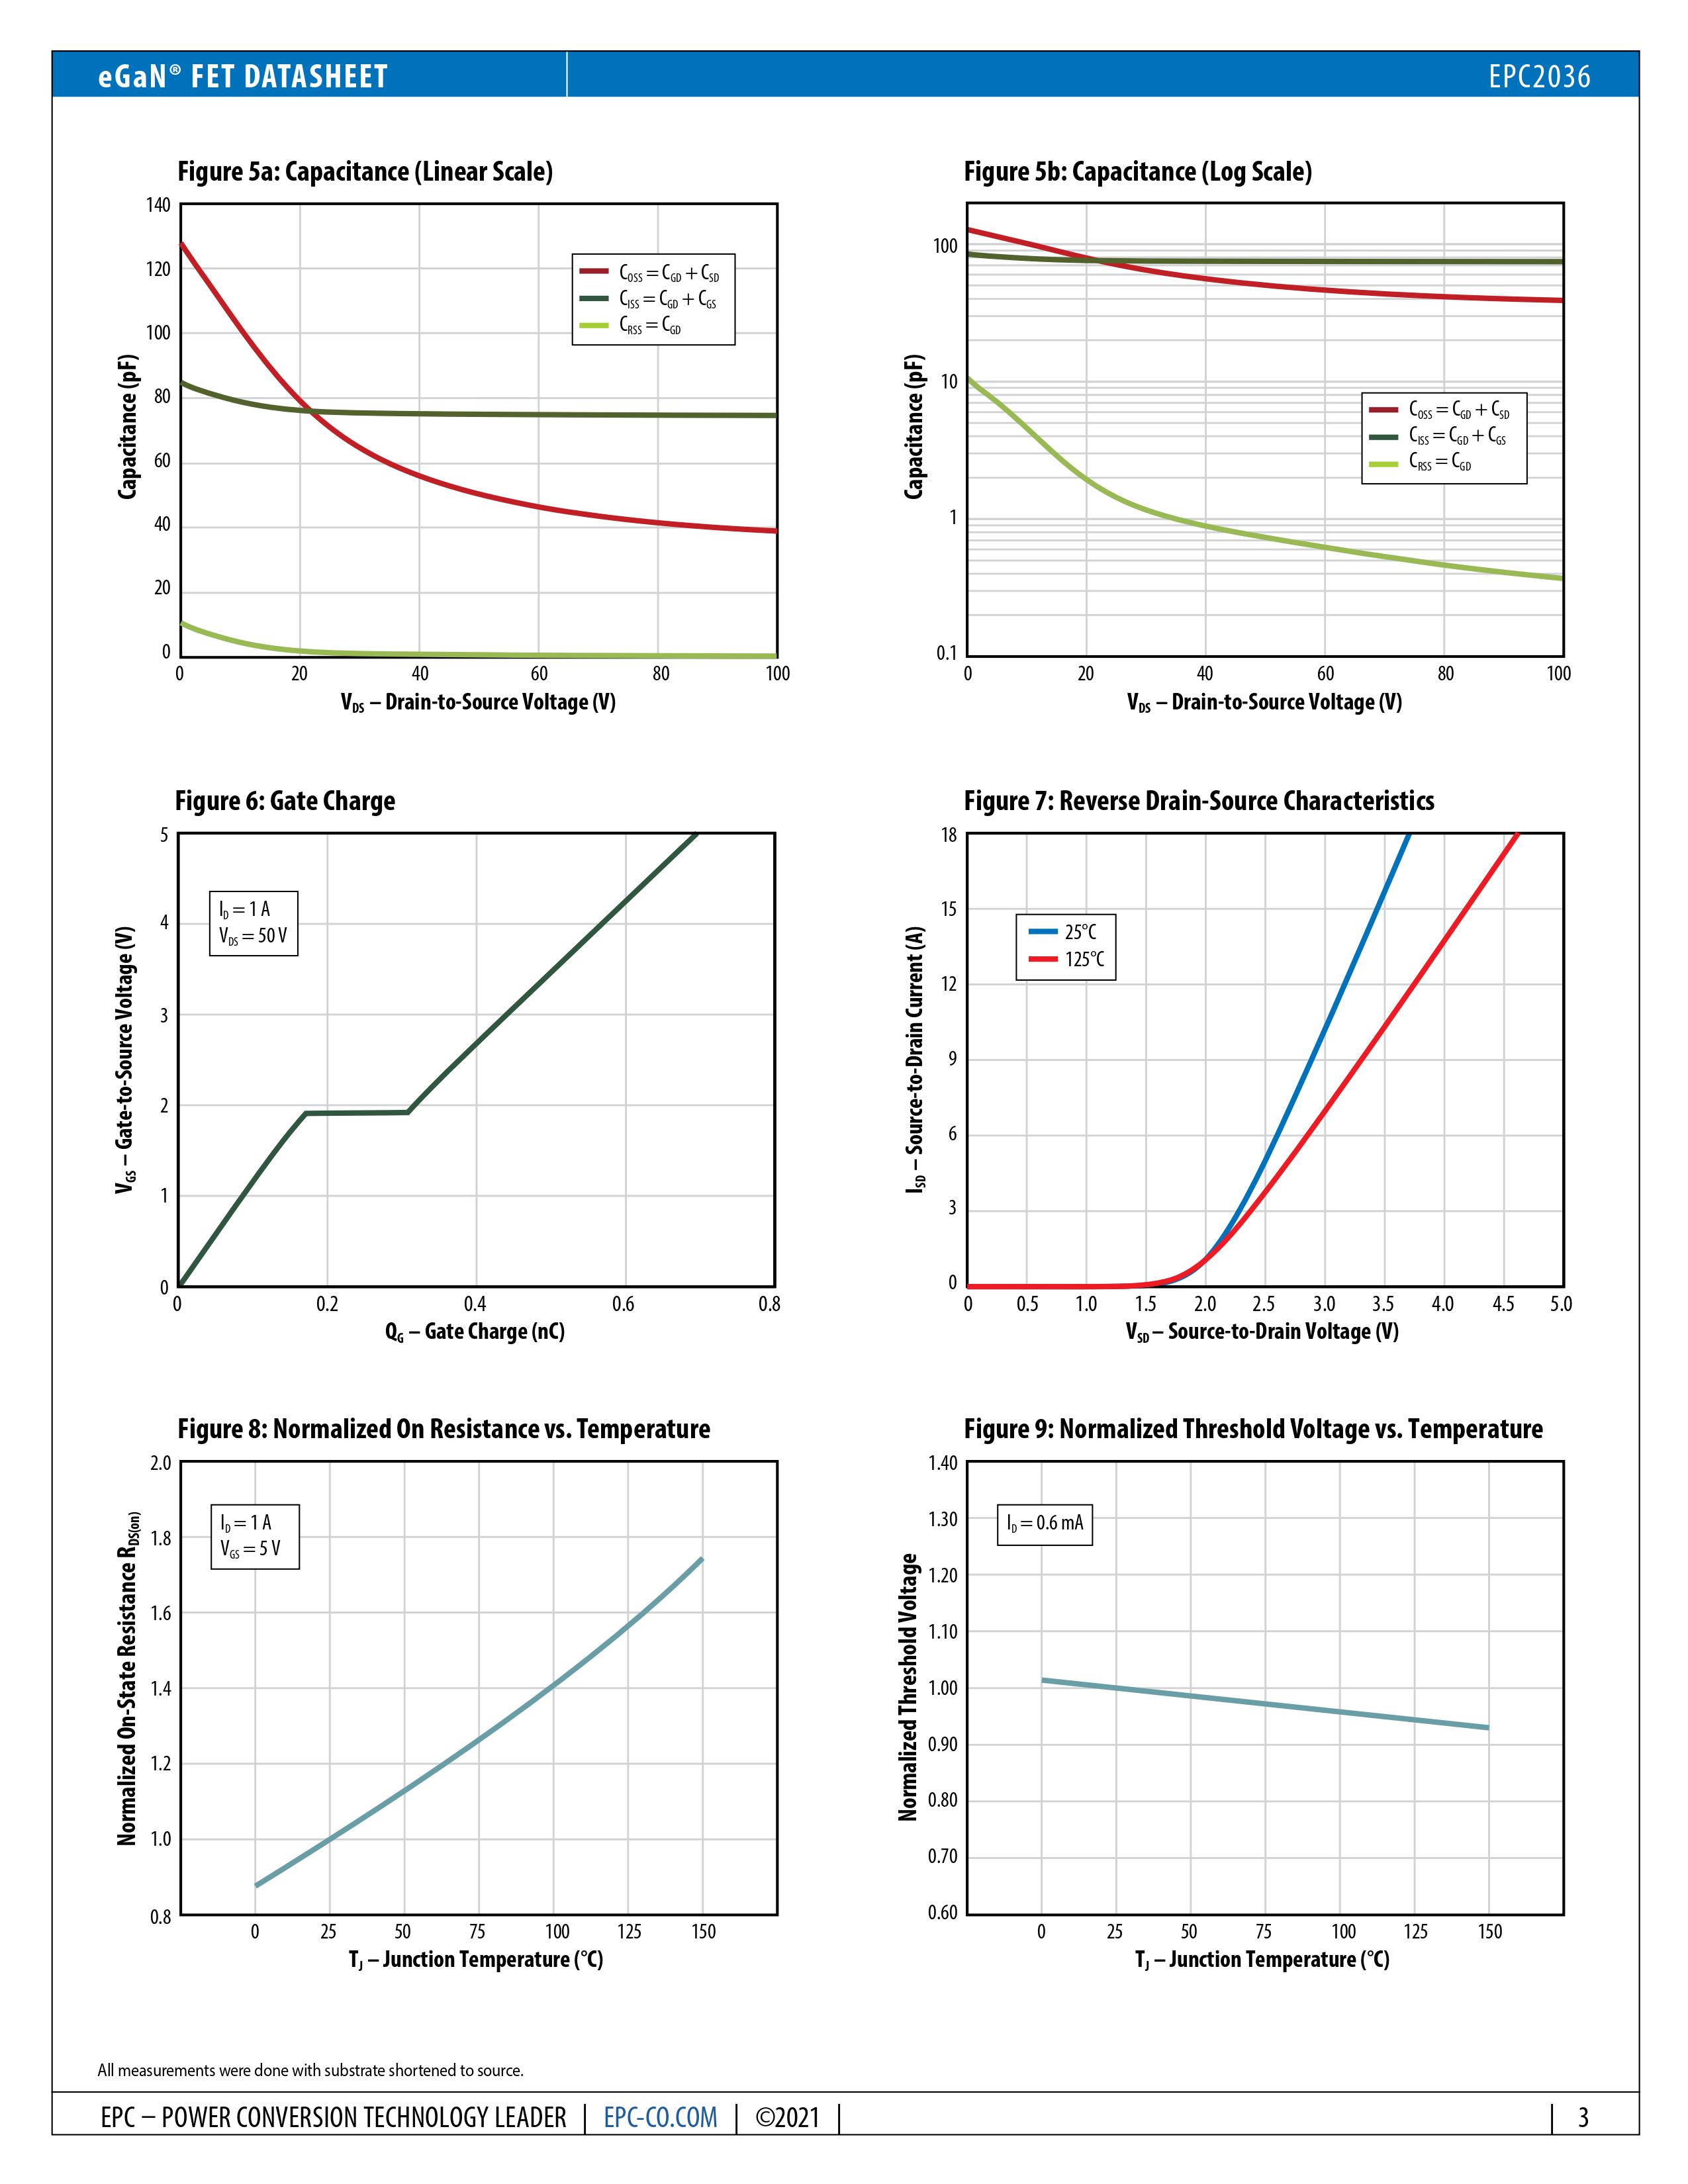 eGaN® FET DATASHEET
EPC2036
Figure 5a: Capacitance (Linear Scale)
Capacitance (pF)
140
120
100
80
60
40
20
0
COSS = CGD + CSD
CISS = CGD + CGS
CRSS = CGD
0 20 40 60 80 100
VDS – Drain-to-Source Voltage (V)
Figure 5b: Capacitance (Log Scale)
Capacitance (pF)
100
10
1
0.1
COSS = CGD + CSD
CISS = CGD + CGS
CRSS = CGD
0 20 40 60 80 100
VDS – Drain-to-Source Voltage (V)
Figure 6: Gate Charge
VGS – Gate-to-Source Voltage (V)
5
4
3
2
1
0
ID = 1 A
VDS = 50 V
0 0.2 0.4 0.6 0.8
QG – Gate Charge (nC)
Figure 7: Reverse Drain-Source Characteristics
ISD – Source-to-Drain Current (A)
18
15
12
9
6
3
0
25°C
125°C
0 0.5 1.0 1.5 2.0 2.5 3.0 3.5 4.0 4.5 5.0
VSD – Source-to-Drain Voltage (V)
Figure 8: Normalized On Resistance vs. Temperature
Normalized On-State Resistance RDS(on)
2.0
1.8
1.6
1.4
1.2
1.0
0.8
ID = 1 A
VGS = 5 V
0 25 50 75 100 125 150
TJ – Junction Temperature (°C)
Figure 9: Normalized Threshold Voltage vs. Temperature
Normalized Threshold Voltage
1.40
1.30
1.20
1.10
1.00
0.90
0.80
0.70
0.60
ID = 0.6 mA
0 25 50 75 100 125 150
TJ – Junction Temperature (°C)
All measurements were done with substrate shortened to source.
EPC – POWER CONVERSION TECHNOLOGY LEADER | EPC-CO.COM | ©2021 | | 3